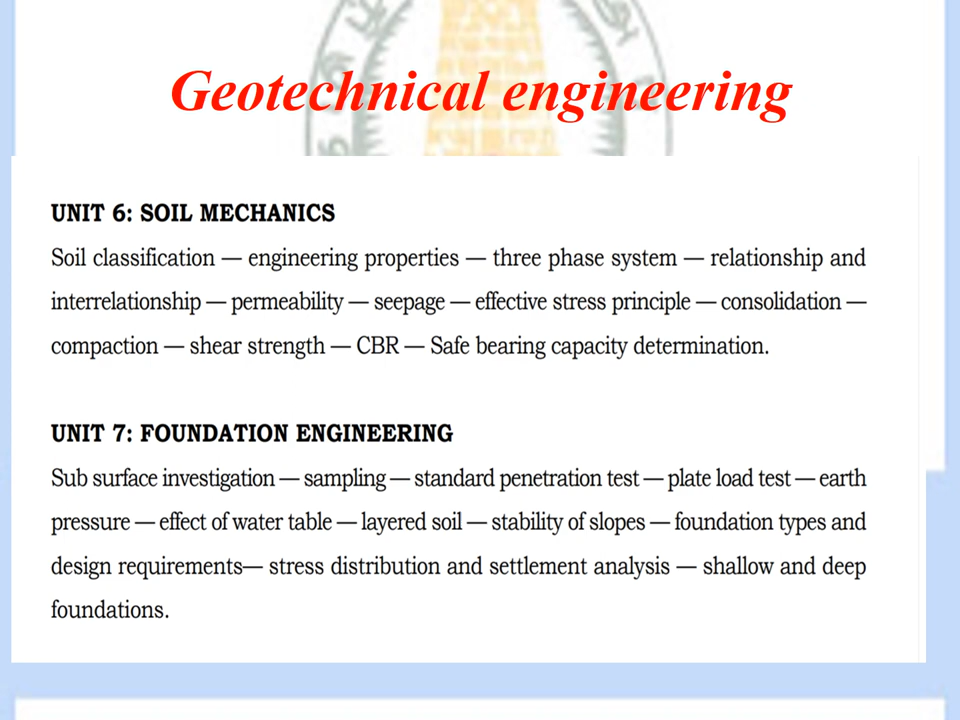 Geotechnical engineering
UNIT 6: SOIL MECHANICS
Soil classification — engineering properties — three phase system — relationship and
interrelationship — permeability — seepage — effective stress principle — consolidation —
compaction — shear strength — CBR — Safe bearing capacity determination.
UNIT 7: FOUNDATION ENGINEERING
Sub surface investigation — sampling — standard penetration test — plate load test — earth
pressure — effect of water table — layered soil — stability of slopes — foundation types and
design requirements— stress distribution and settlement analysis — shallow and deep
foundations.